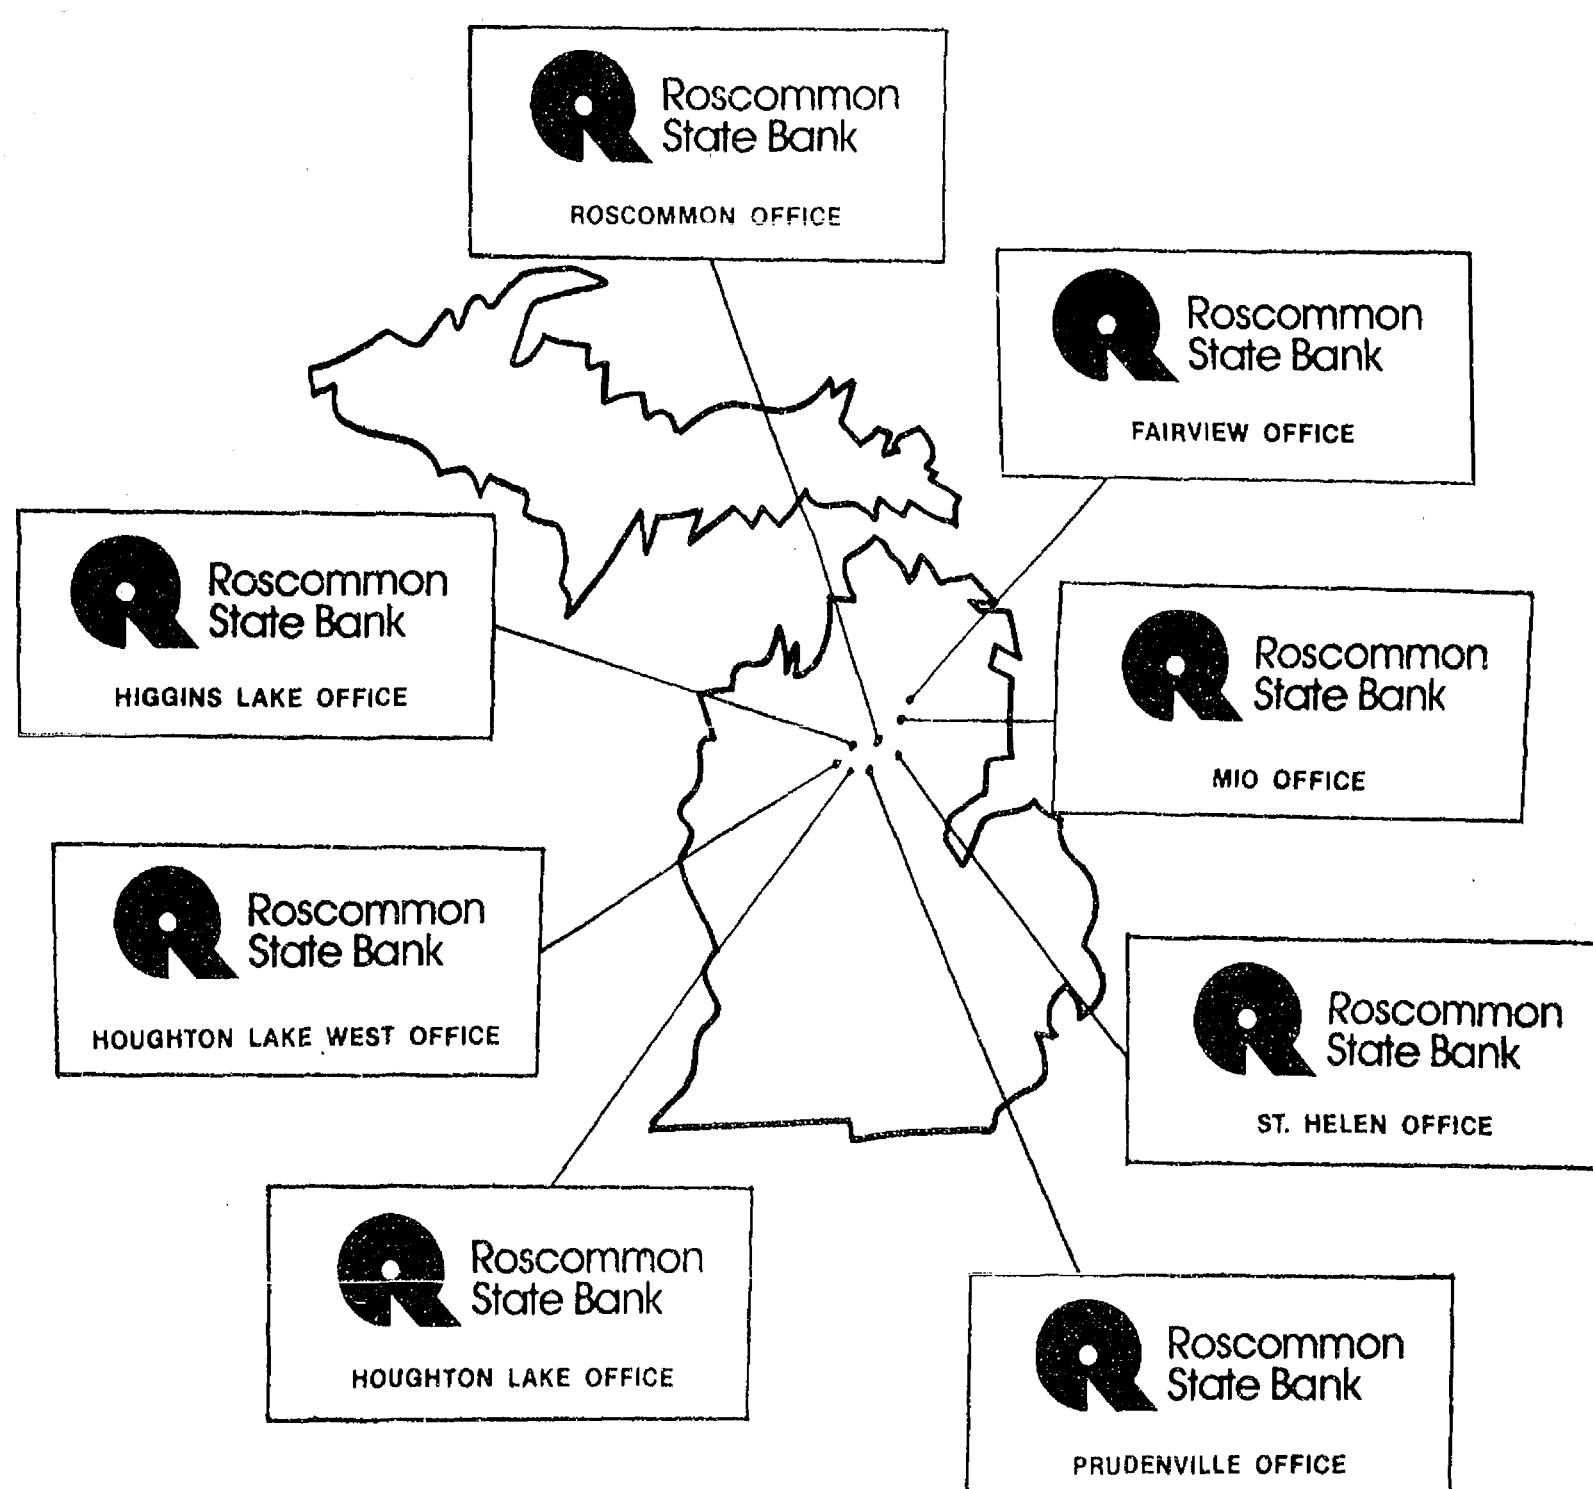 Roscommon
State Bank
ROSCOMMON OFFICE
Roscommon
State Bank
FAIRVIEW OFFICE
Roscommon
State Bank
HIGGINS LAKE OFFICE
Roscommon
State Bank
MIO OFFICE
Roscommon
State Bank
HOUGHTON LAKE WEST OFFICE
Roscommon
State Bank
ST. HELEN OFFICE
Roscommon
State Bank
HOUGHTON LAKE OFFICE
Roscommon
State Bank
PRUDENVILLE OFFICE